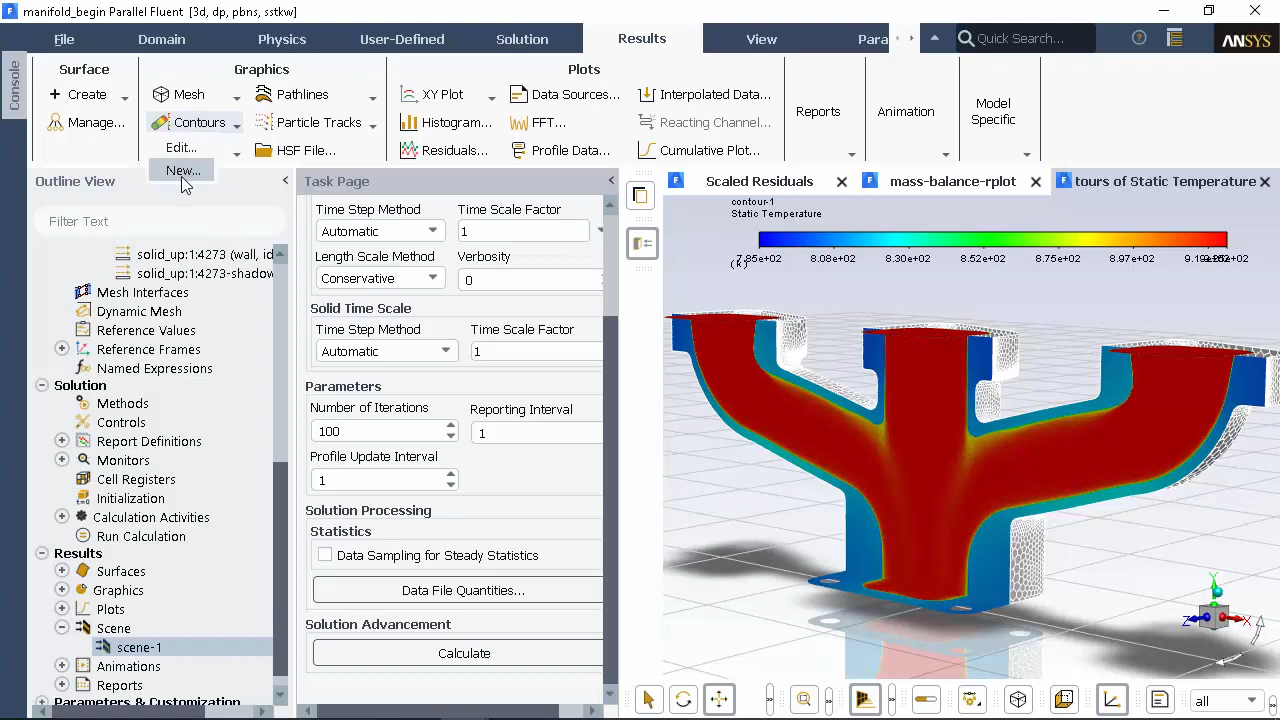 manifold_begin Parallel Fluent [3d, dp, pbns, sstkw]
File Domain Physics User-Defined Solution Results View Para Quick Search... ANSYS
Console
Surface Graphics Plots
Create Mesh Pathlines XY Plot Data Sources... Interpolated Data...
Manage... Contours Particle Tracks Histogram... FFT... Reacting Channel...
Edit... HSF File... Residuals... Profile Data... Cumulative Plot...
New...
Reports Animation Model Specific
Outline View
Filter Text
solid_up:1:4273 (wall, id
solid_up:1:4273-shadow
Mesh Interfaces
Dynamic Mesh
Reference Values
Reference Frames
Named Expressions
Solution
Methods
Controls
Report Definitions
Monitors
Cell Registers
Initialization
Calculation Activities
Run Calculation
Results
Surfaces
Graphics
Plots
Scene
scene-1
Animations
Reports
Parameters & Customization
Task Page
Time Step Method Time Scale Factor
Automatic 1
Length Scale Method Verbosity
Conservative 0
Solid Time Scale
Time Step Method Time Scale Factor
Automatic 1
Parameters
Number of Iterations Reporting Interval
100 1
Profile Update Interval
1
Solution Processing
Statistics
Data Sampling for Steady Statistics
Data File Quantities...
Solution Advancement
Calculate
Scaled Residuals mass-balance-rplot tours of Static Temperature
contour-1
Static Temperature
8.08e+02 8.30e+02 8.52e+02 8.75e+02 8.97e+02
Y
Z X
all